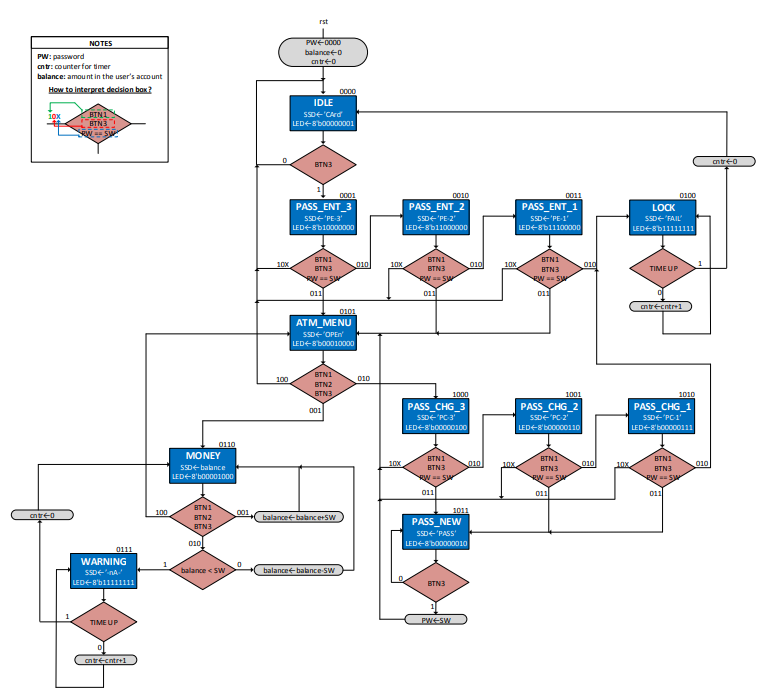 rst
NOTES
PW: password
cntr: counter for timer
balance: amount in the user's account
How to interpret decision box?
10X
BTN1
BTN3
PW == SW
PW←0000
balance←0
cntr←0
0000
IDLE
SSD←'CArd'
LED←8'b00000001
0
BTN3
1
cntr←0
0001
PASS_ENT_3
SSD←'PE-3'
LED←8'b10000000
0010
PASS_ENT_2
SSD←'PE-2'
LED←8'b11000000
0011
PASS_ENT_1
SSD←'PE-1'
LED←8'b11100000
0100
LOCK
SSD←'FAIL'
LED←8'b11111111
10X
BTN1
BTN3
PW == SW
010
011
10X
BTN1
BTN3
PW == SW
010
011
10X
BTN1
BTN3
PW == SW
010
011
TIME UP
1
0
cntr←cntr+1
0101
ATM_MENU
SSD←'OPEn'
LED←8'b00010000
100
BTN1
BTN2
BTN3
010
001
1000
PASS_CHG_3
SSD←'PC-3'
LED←8'b00000100
1001
PASS_CHG_2
SSD←'PC-2'
LED←8'b00000110
1010
PASS_CHG_1
SSD←'PC-1'
LED←8'b00000111
10X
BTN1
BTN3
PW == SW
010
011
10X
BTN1
BTN3
PW == SW
010
011
10X
BTN1
BTN3
PW == SW
010
011
0110
MONEY
SSD←balance
LED←8'b00001000
100
BTN1
BTN2
BTN3
001
balance←balance+SW
010
cntr←0
1
balance < SW
0
balance←balance-SW
0111
WARNING
SSD←'-nA-'
LED←8'b11111111
1
TIME UP
0
cntr←cntr+1
1011
PASS_NEW
SSD←'PASS'
LED←8'b00000010
0
BTN3
1
PW←SW